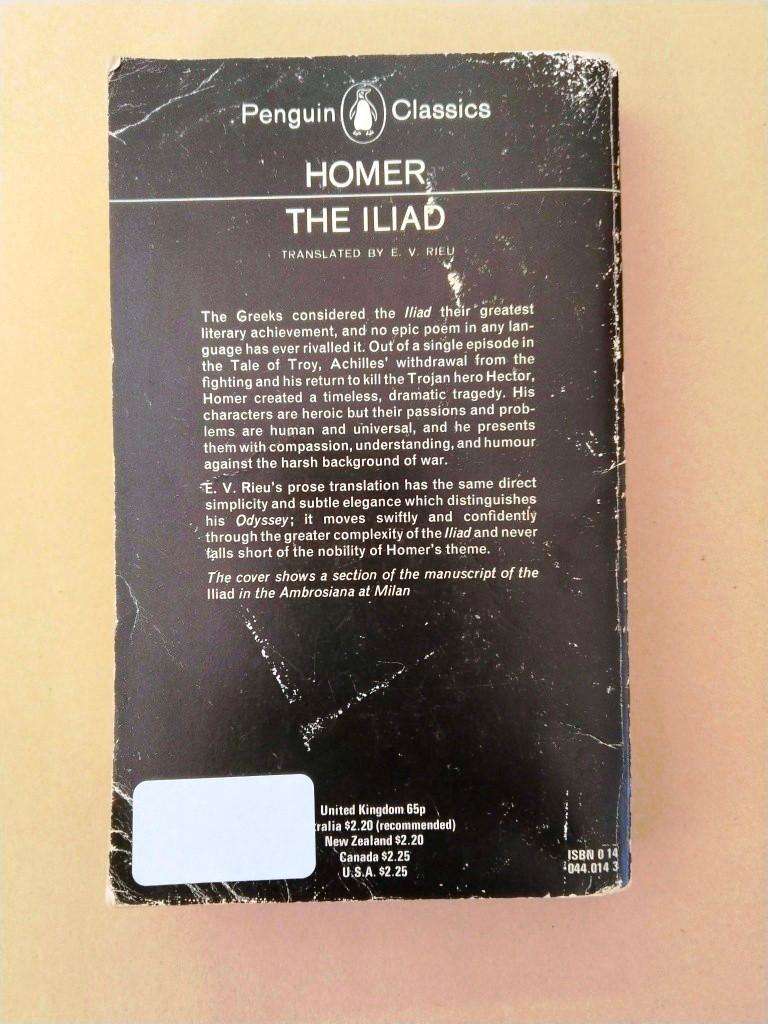 Penguin Classics
HOMER
THE ILIAD
TRANSLATED BY E. V. RIEU
The Greeks considered the Iliad their greatest
literary achievement, and no epic poem in any lan-
guage has ever rivalled it. Out of a single episode in
the Tale of Troy, Achilles' withdrawal from the
fighting and his return to kill the Trojan hero Hector,
Homer created a timeless, dramatic tragedy. His
characters are heroic but their passions and prob-
lems are human and universal, and he presents
them with compassion, understanding, and humour
against the harsh background of war.
E. V. Rieu's prose translation has the same direct
simplicity and subtle elegance which distinguishes
his Odyssey; it moves swiftly and confidently
through the greater complexity of the Iliad and never
falls short of the nobility of Homer's theme.
The cover shows a section of the manuscript of the
Iliad in the Ambrosiana at Milan
United Kingdom 65p
tralia $2.20 (recommended)
New Zealand $2.20
Canada $2.25
U.S.A. $2.25
ISBN 0 14
044.014 3